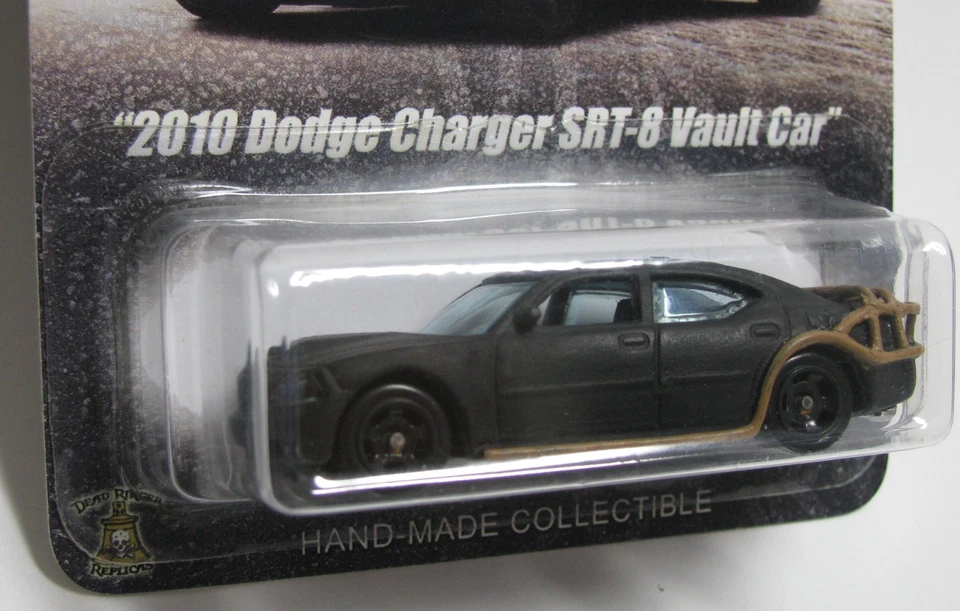 "2010 Dodge Charger SRT-8 Vault Car"
HAND-MADE COLLECTIBLE
DEAD RINGER
REPLICAS